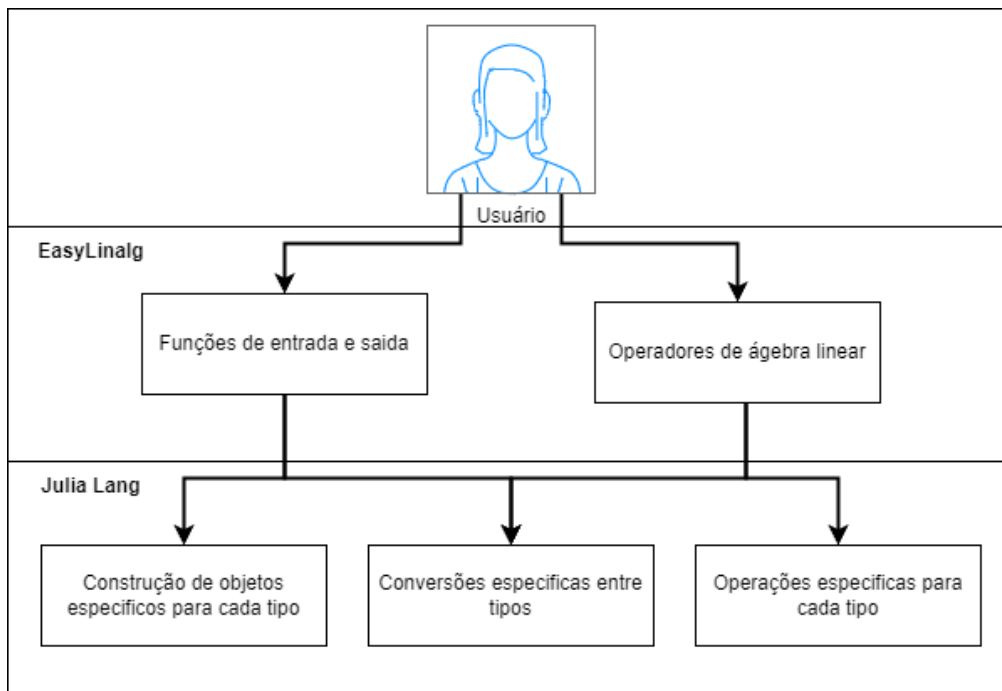 Usuário
EasyLinalg
Funções de entrada e saida
Operadores de ágebra linear
Julia Lang
Construção de objetos
especificos para cada tipo
Conversões especificas entre
tipos
Operações especificas para
cada tipo